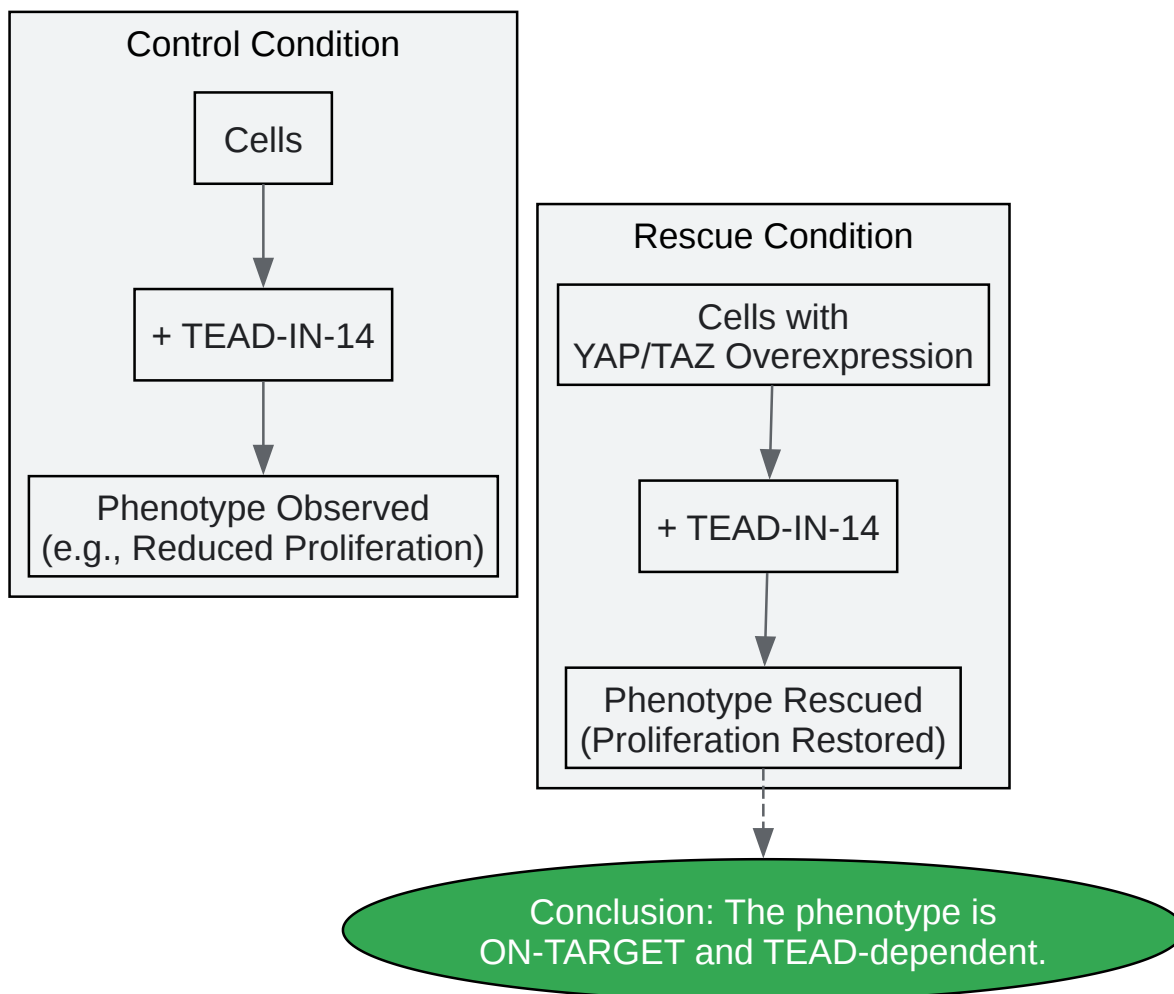 Control Condition
Cells
+ TEAD-IN-14
Phenotype Observed
(e.g., Reduced Proliferation)
Rescue Condition
Cells with
YAP/TAZ Overexpression
+ TEAD-IN-14
Phenotype Rescued
(Proliferation Restored)
Conclusion: The phenotype is
ON-TARGET and TEAD-dependent.